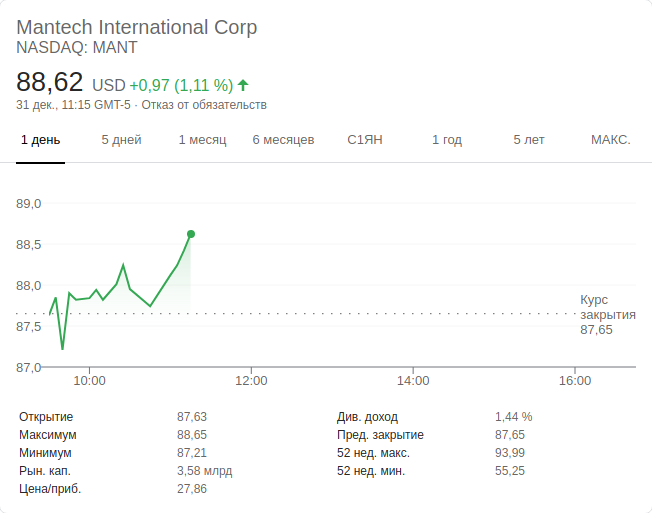 Mantech International Corp
NASDAQ: MANT
88,62 USD +0,97 (1,11 %)
31 дек., 11:15 GMT-5 · Отказ от обязательств
1 день 5 дней 1 месяц 6 месяцев С1ЯН 1 год 5 лет МАКС.
89,0
88,5
88,0
87,5
87,0
Курс
закрытия
87,65
10:00 12:00 14:00 16:00
Открытие 87,63 Див. доход 1,44 %
Максимум 88,65 Пред. закрытие 87,65
Минимум 87,21 52 нед. макс. 93,99
Рын. кап. 3,58 млрд 52 нед. мин. 55,25
Цена/приб. 27,86